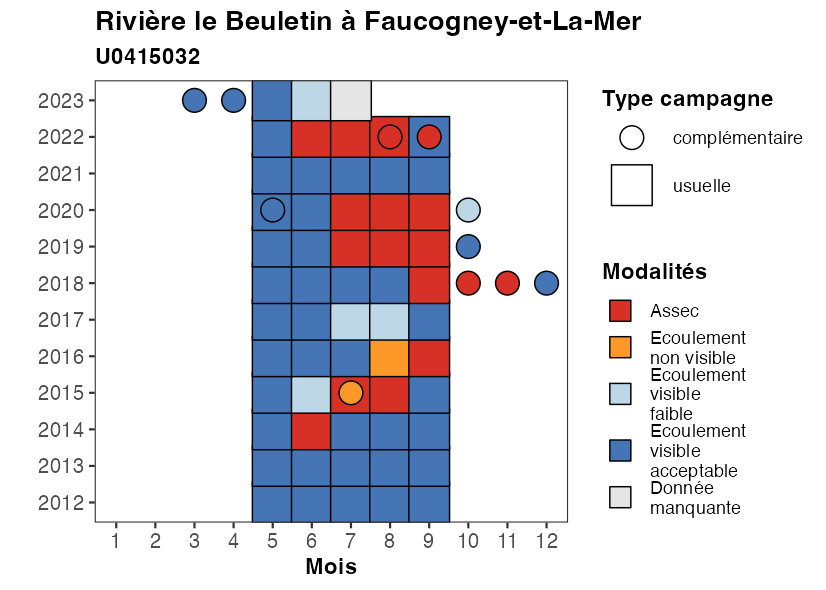 Rivière le Beuletin à Faucogney-et-La-Mer
U0415032
2023
2022
2021
2020
2019
2018
2017
2016
2015
2014
2013
2012
1 2 3 4 5 6 7 8 9 10 11 12
Mois
Type campagne
complémentaire
usuelle
Modalités
Assec
Ecoulement
non visible
Ecoulement
visible
faible
Ecoulement
visible
acceptable
Donnée
manquante